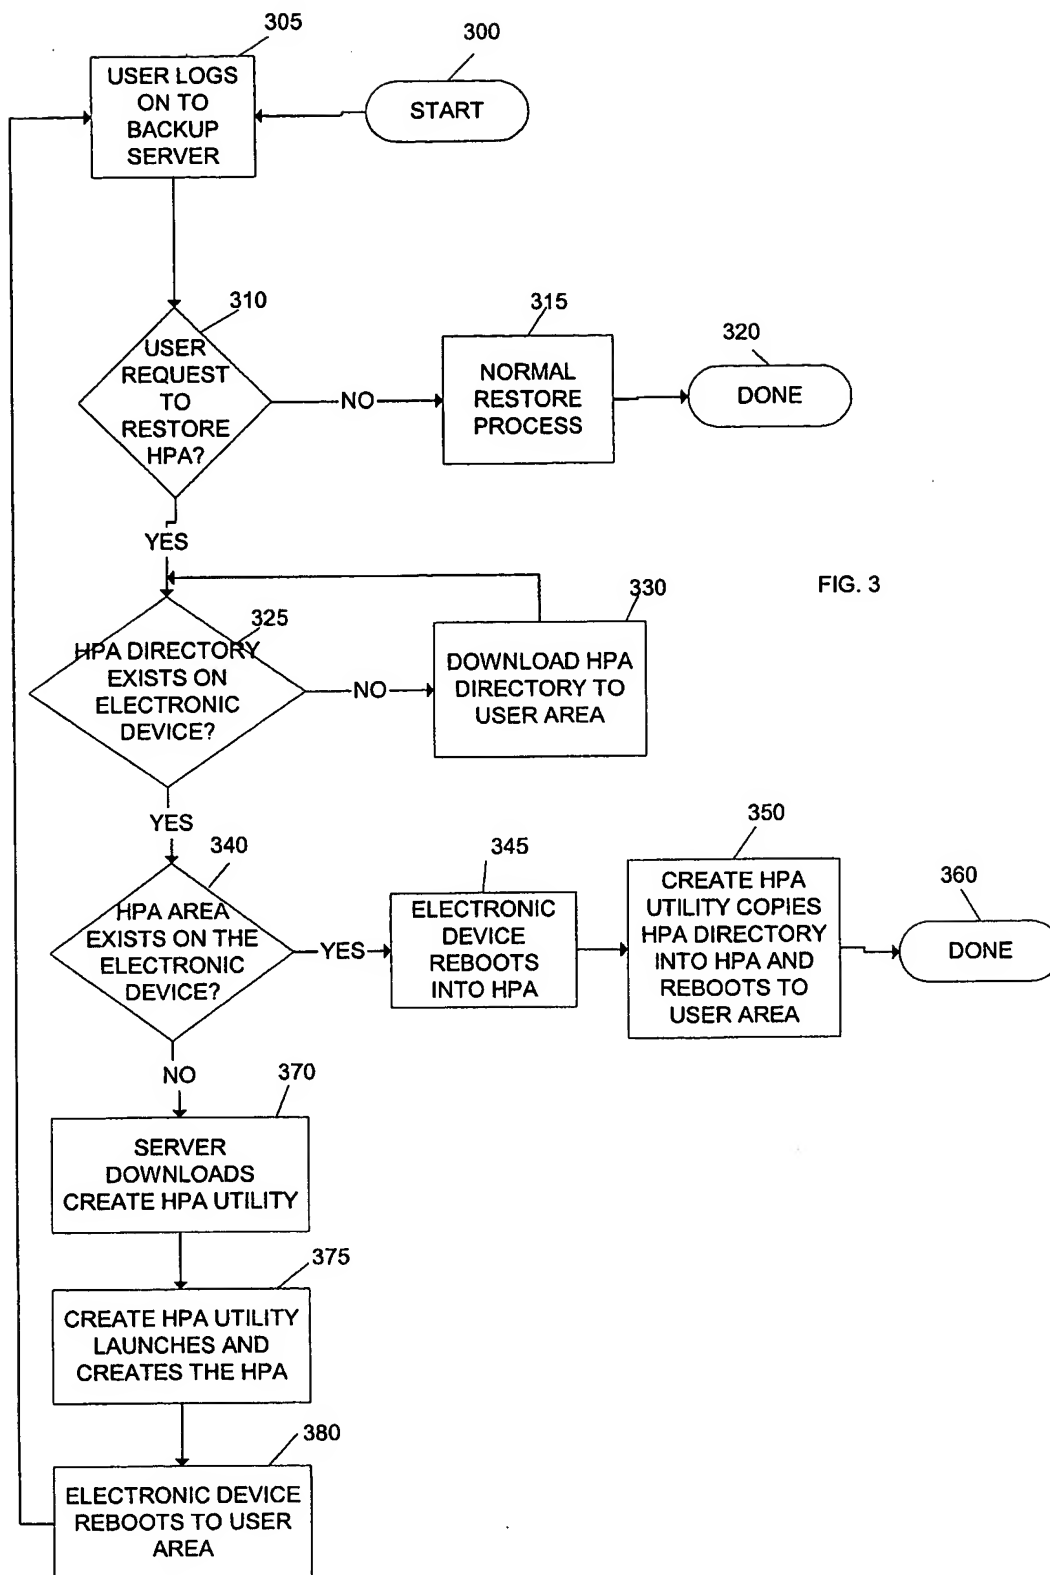 305
300
USER LOGS
ON TO
BACKUP
SERVER
START
310
315
320
USER
REQUEST
TO
RESTORE
HPA?
NO
NORMAL
RESTORE
PROCESS
DONE
YES
FIG. 3
325
330
HPA DIRECTORY
EXISTS ON
ELECTRONIC
DEVICE?
NO
DOWNLOAD HPA
DIRECTORY TO
USER AREA
YES
340
345
350
360
HPA AREA
EXISTS ON THE
ELECTRONIC
DEVICE?
YES
ELECTRONIC
DEVICE
REBOOTS
INTO HPA
CREATE HPA
UTILITY COPIES
HPA DIRECTORY
INTO HPA AND
REBOOTS TO
USER AREA
DONE
NO
370
SERVER
DOWNLOADS
CREATE HPA UTILITY
375
CREATE HPA UTILITY
LAUNCHES AND
CREATES THE HPA
380
ELECTRONIC DEVICE
REBOOTS TO USER
AREA